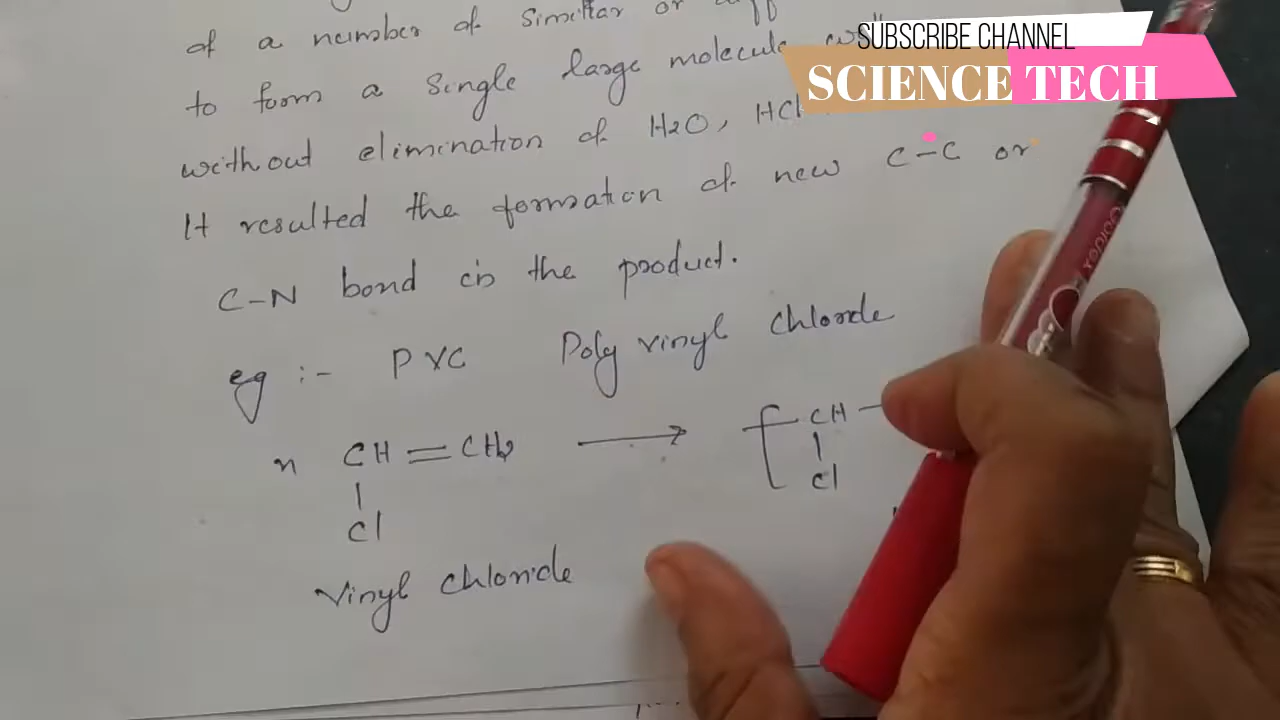 of a number of similar or
SUBSCRIBE CHANNEL
SCIENCE TECH
to form a single large molecule
without elimination of H2O, HCl
It resulted the formation of new C-C or
C-N bond in the product.
eg :- PVC Poly vinyl chloride
n CH=CH2 → [CH-
Cl Cl
Vinyl chloride